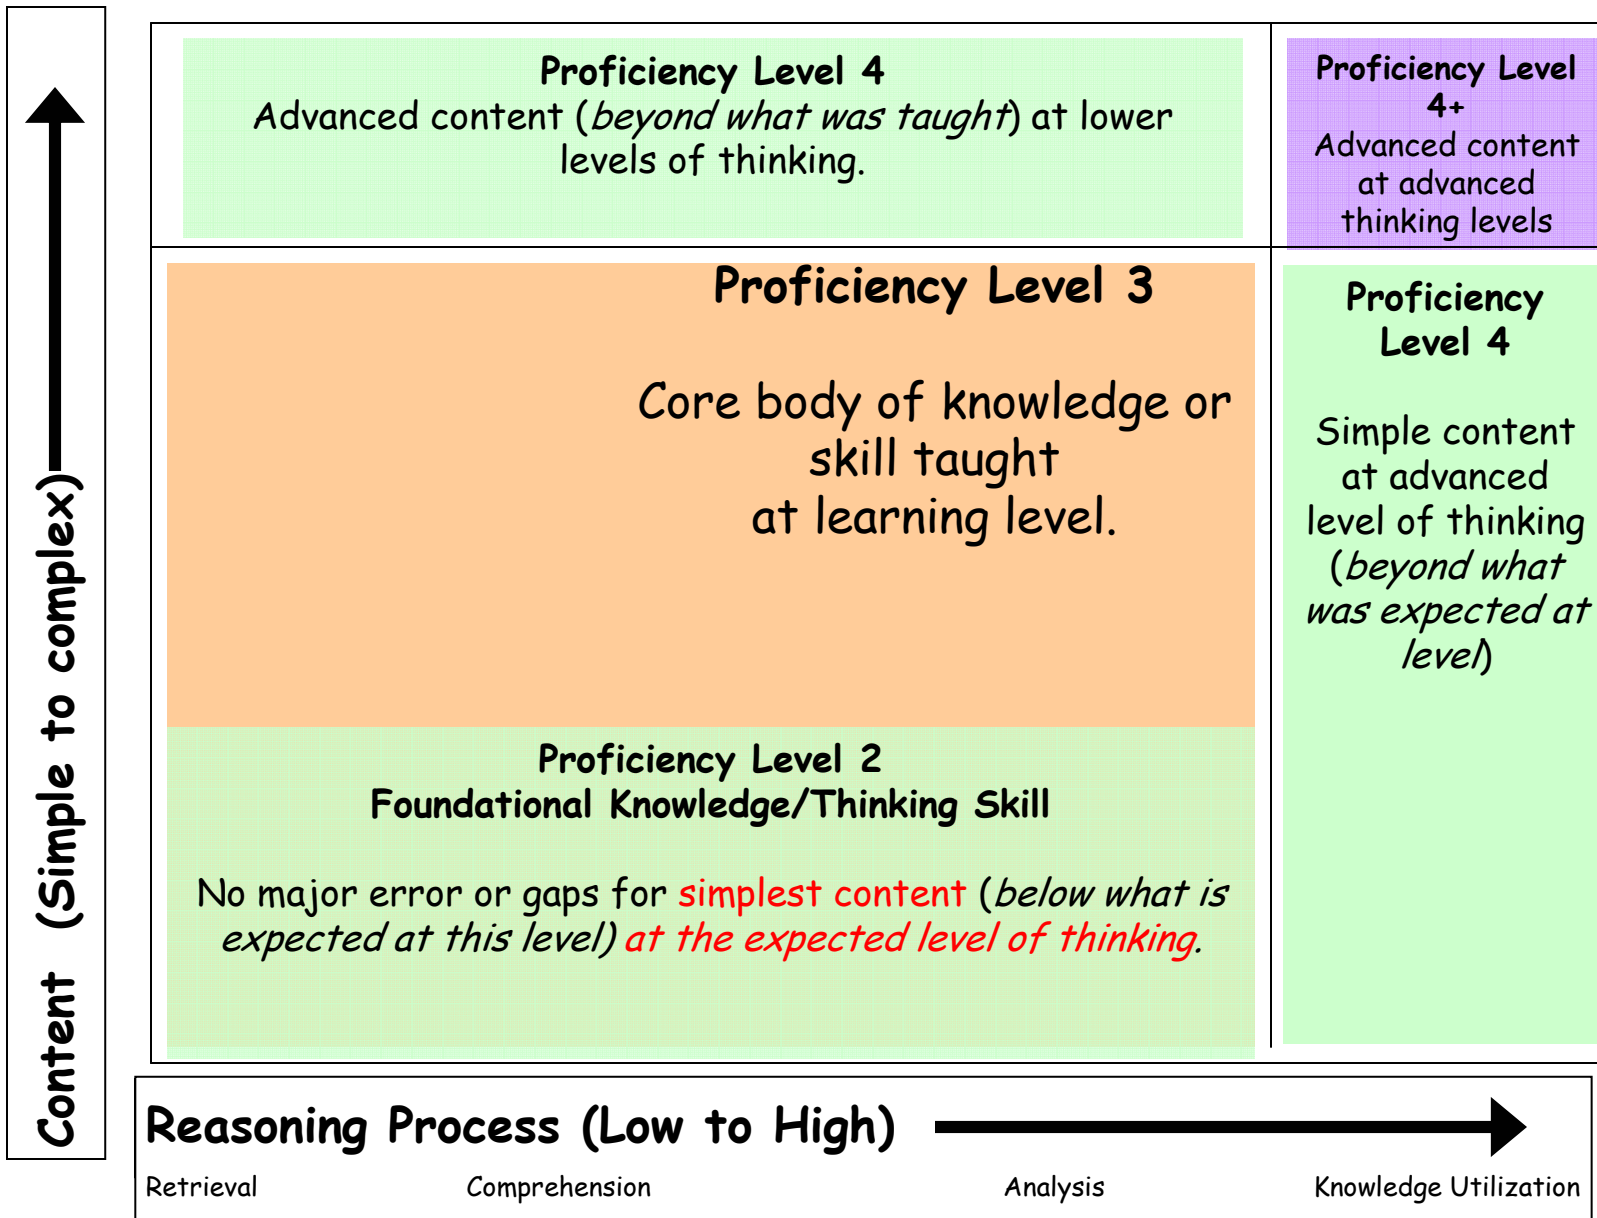 Proficiency Level 4
Advanced content (beyond what was taught) at lower
levels of thinking.
Proficiency Level
4+
Advanced content
at advanced
thinking levels
Proficiency Level 3
Core body of knowledge or
skill taught
at learning level.
Proficiency
Level 4
Simple content
at advanced
level of thinking
(beyond what
was expected at
level)
Proficiency Level 2
Foundational Knowledge/Thinking Skill
No major error or gaps for simplest content (below what is
expected at this level) at the expected level of thinking.
Content (Simple to complex)
Reasoning Process (Low to High)
Retrieval Comprehension Analysis Knowledge Utilization